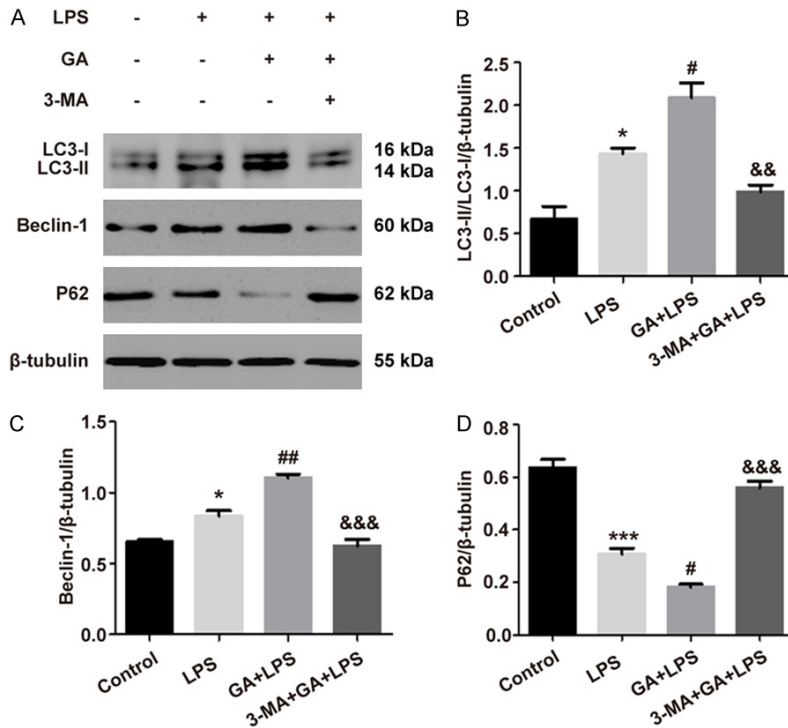 A
LPS - + + +
GA - - + +
3-MA - - - +
LC3-I 16 kDa
LC3-II 14 kDa
Beclin-1 60 kDa
P62 62 kDa
β-tubulin 55 kDa
B
LC3-II/LC3-I/β-tubulin
2.5
2.0
1.5
1.0
0.5
0.0
*
#
&&
Control
LPS
GA+LPS
3-MA+GA+LPS
C
Beclin-1/β-tubulin
1.5
1.0
0.5
0.0
*
##
&&&
Control
LPS
GA+LPS
3-MA+GA+LPS
D
P62/β-tubulin
0.8
0.6
0.4
0.2
0.0
***
#
&&&
Control
LPS
GA+LPS
3-MA+GA+LPS